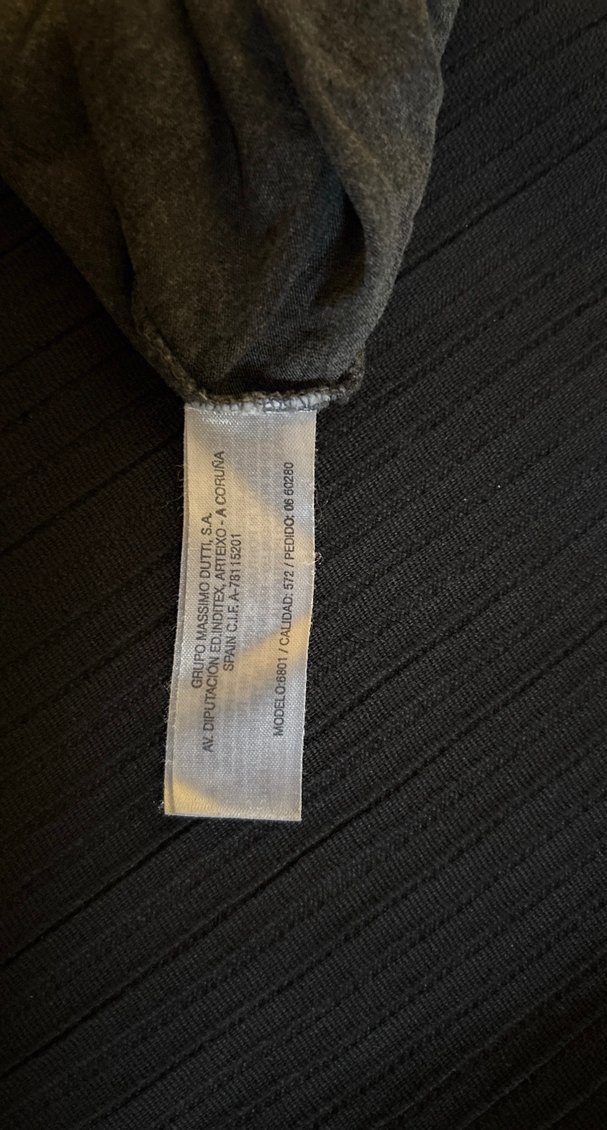 GRUPO MASSIMO DUTTI, S.A.
AV. DIPUTACIÓN ED.INDITEX, ARTEIXO - A CORUÑA
SPAIN C.I.F. A-78115201
MODELO:6801 / CALIDAD: 572 / PEDIDO: 06 60280